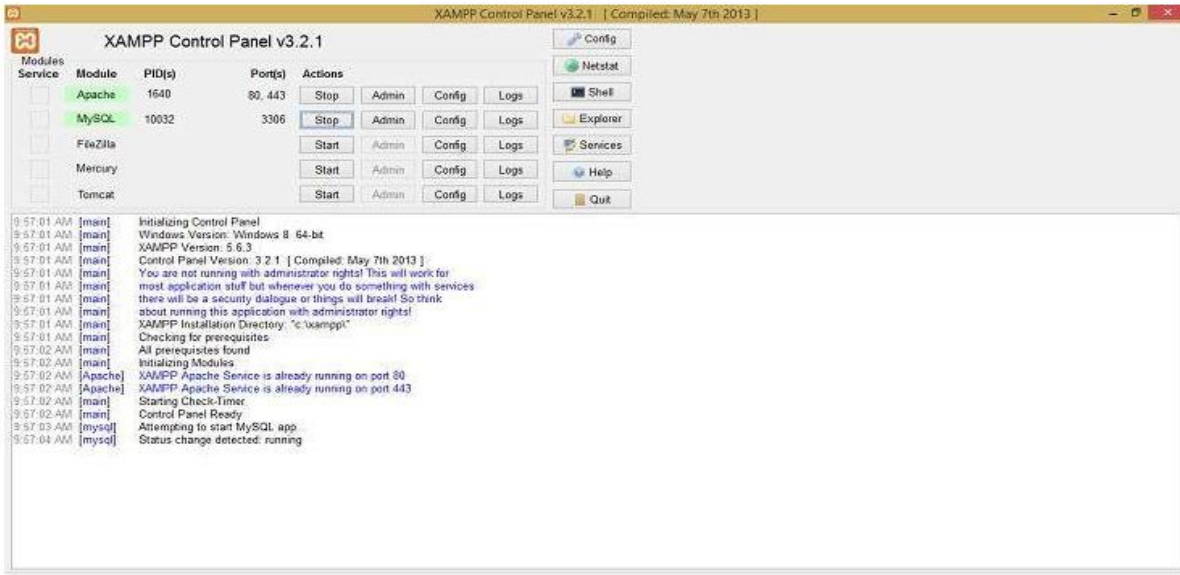 XAMPP Control Panel v3.2.1 [ Compiled: May 7th 2013 ]
XAMPP Control Panel v3.2.1
Config
Modules
Service Module PID(s) Port(s) Actions
Netstat
Apache 1640 80, 443 Stop Admin Config Logs
Shell
MySQL 10032 3306 Stop Admin Config Logs
Explorer
FileZilla Start Admin Config Logs
Services
Mercury Start Admin Config Logs
Help
Tomcat Start Admin Config Logs
Quit
9:57:01 AM [main] Initializing Control Panel
9:57:01 AM [main] Windows Version: Windows 8 64-bit
9:57:01 AM [main] XAMPP Version: 5.6.3
9:57:01 AM [main] Control Panel Version: 3.2.1 [ Compiled: May 7th 2013 ]
9:57:01 AM [main] You are not running with administrator rights! This will work for
9:57:01 AM [main] most application stuff but whenever you do something with services
9:57:01 AM [main] there will be a security dialogue or things will break! So think
9:57:01 AM [main] about running this application with administrator rights!
9:57:01 AM [main] XAMPP Installation Directory: "c:\xampp\"
9:57:01 AM [main] Checking for prerequisites
9:57:02 AM [main] All prerequisites found
9:57:02 AM [main] Initializing Modules
9:57:02 AM [Apache] XAMPP Apache Service is already running on port 80
9:57:02 AM [Apache] XAMPP Apache Service is already running on port 443
9:57:02 AM [main] Starting Check-Timer
9:57:02 AM [main] Control Panel Ready
9:57:03 AM [mysql] Attempting to start MySQL app...
9:57:04 AM [mysql] Status change detected: running